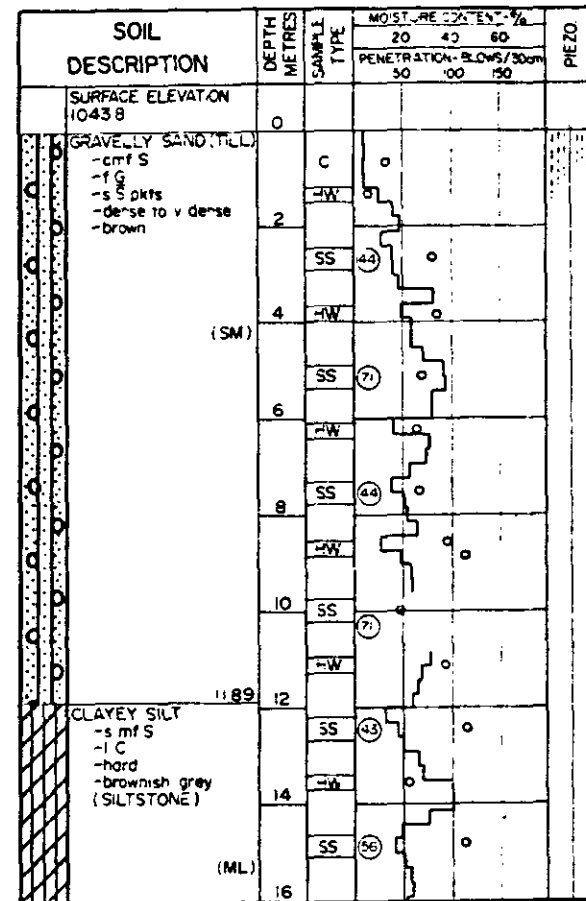 SOIL
DESCRIPTION
DEPTH
METRES
SAMPLE
TYPE
MOISTURE CONTENT-%
20 40 60
PENETRATION-BLOWS/30cm
50 100 150
PIEZO.
SURFACE ELEVATION
1043.8
0
GRAVELLY SAND (TILL)
-cmf S
-f G
-s S pkts
-dense to v dense
-brown
C
HW
2
SS 44
4
HW
(SM)
SS 71
6
HW
SS 44
8
HW
10
SS 71
HW
11.89
12
CLAYEY SILT
-s mf S
-l C
-hard
-brownish grey
(SILTSTONE)
SS 43
HW
14
SS 56
(ML)
16